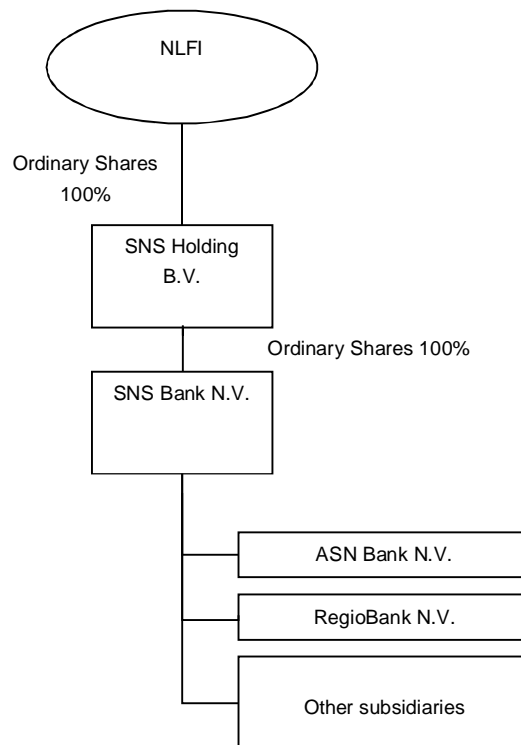 NLFI
Ordinary Shares
100%
SNS Holding
B.V.
Ordinary Shares 100%
SNS Bank N.V.
ASN Bank N.V.
RegioBank N.V.
Other subsidiaries